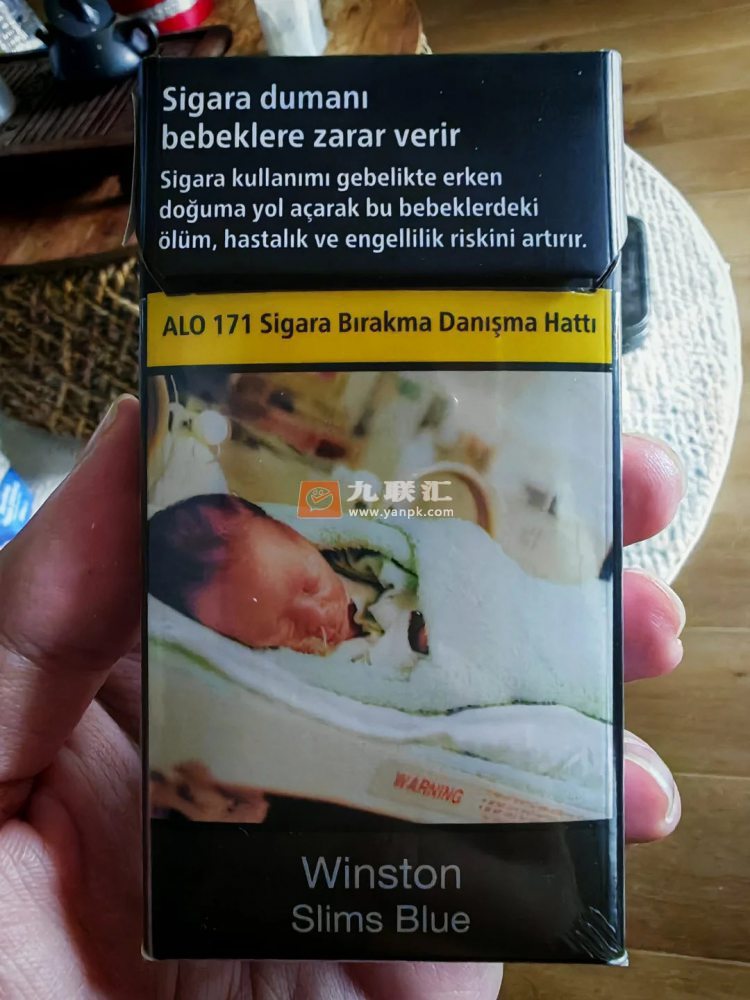 Sigara dumanı
bebeklere zarar verir
Sigara kullanımı gebelikte erken
doğuma yol açarak bu bebeklerdeki
ölüm, hastalık ve engellilik riskini artırır.
ALO 171 Sigara Bırakma Danışma Hattı
九联汇
www.yanpk.com
WARNING
Winston
Slims Blue